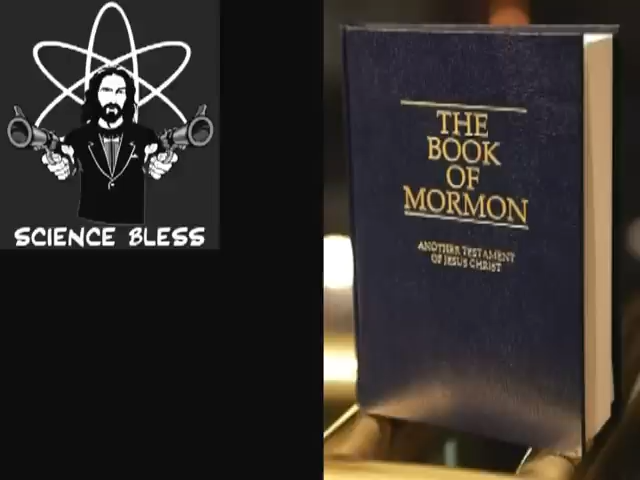 SCIENCE BLESS
THE
BOOK
OF
MORMON
ANOTHER TESTAMENT
OF JESUS CHRIST